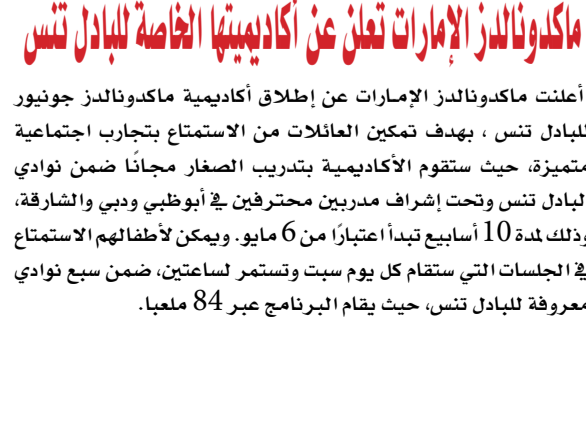 ماكدونالدز الإمارات تعلن عن أكاديميتها الخاصة للبادل تنس
أعلنت ماكدونالدز الإمارات عن إطلاق أكاديمية ماكدونالدز جونيور
للبادل تنس ، بهدف تمكين العائلات من الاستمتاع بتجارب اجتماعية
متميزة، حيث ستقوم الأكاديمية بتدريب الصغار مجانًا ضمن نوادي
البادل تنس وتحت إشراف مدربين محترفين في أبوظبي ودبي والشارقة،
وذلك لمدة 10 أسابيع تبدأ اعتبارًا من 6 مايو. ويمكن لأطفالهم الاستمتاع
في الجلسات التي ستقام كل يوم سبت وتستمر لساعتين، ضمن سبع نوادي
معروفة للبادل تنس، حيث يقام البرنامج عبر 84 ملعبا.